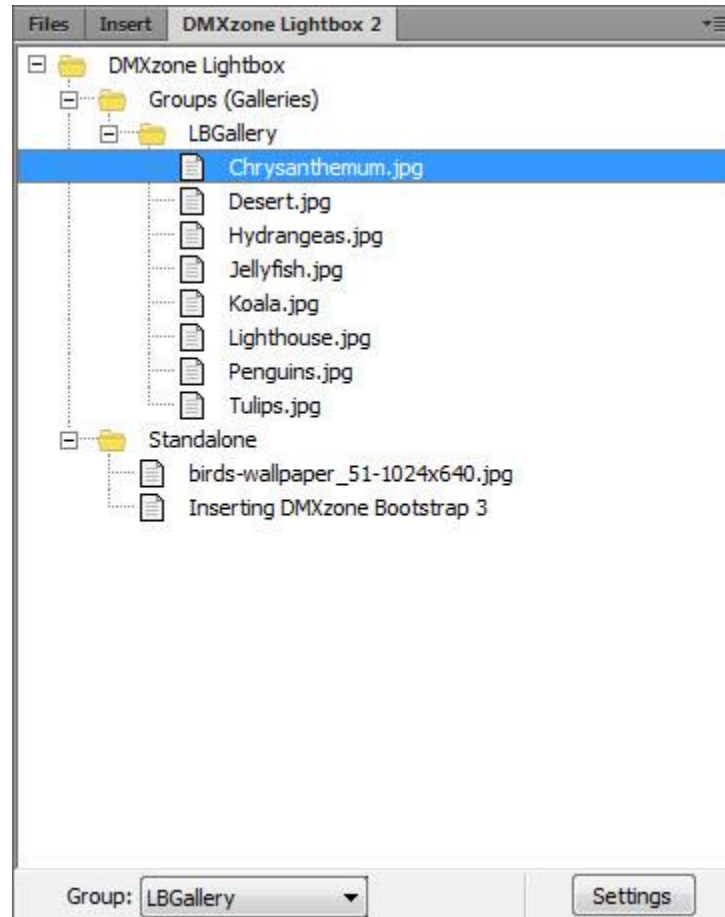 Files Insert DMXzone Lightbox 2
DMXzone Lightbox
Groups (Galleries)
LBGallery
Chrysanthemum.jpg
Desert.jpg
Hydrangeas.jpg
Jellyfish.jpg
Koala.jpg
Lighthouse.jpg
Penguins.jpg
Tulips.jpg
Standalone
birds-wallpaper_51-1024x640.jpg
Inserting DMXzone Bootstrap 3
Group: LBGallery Settings